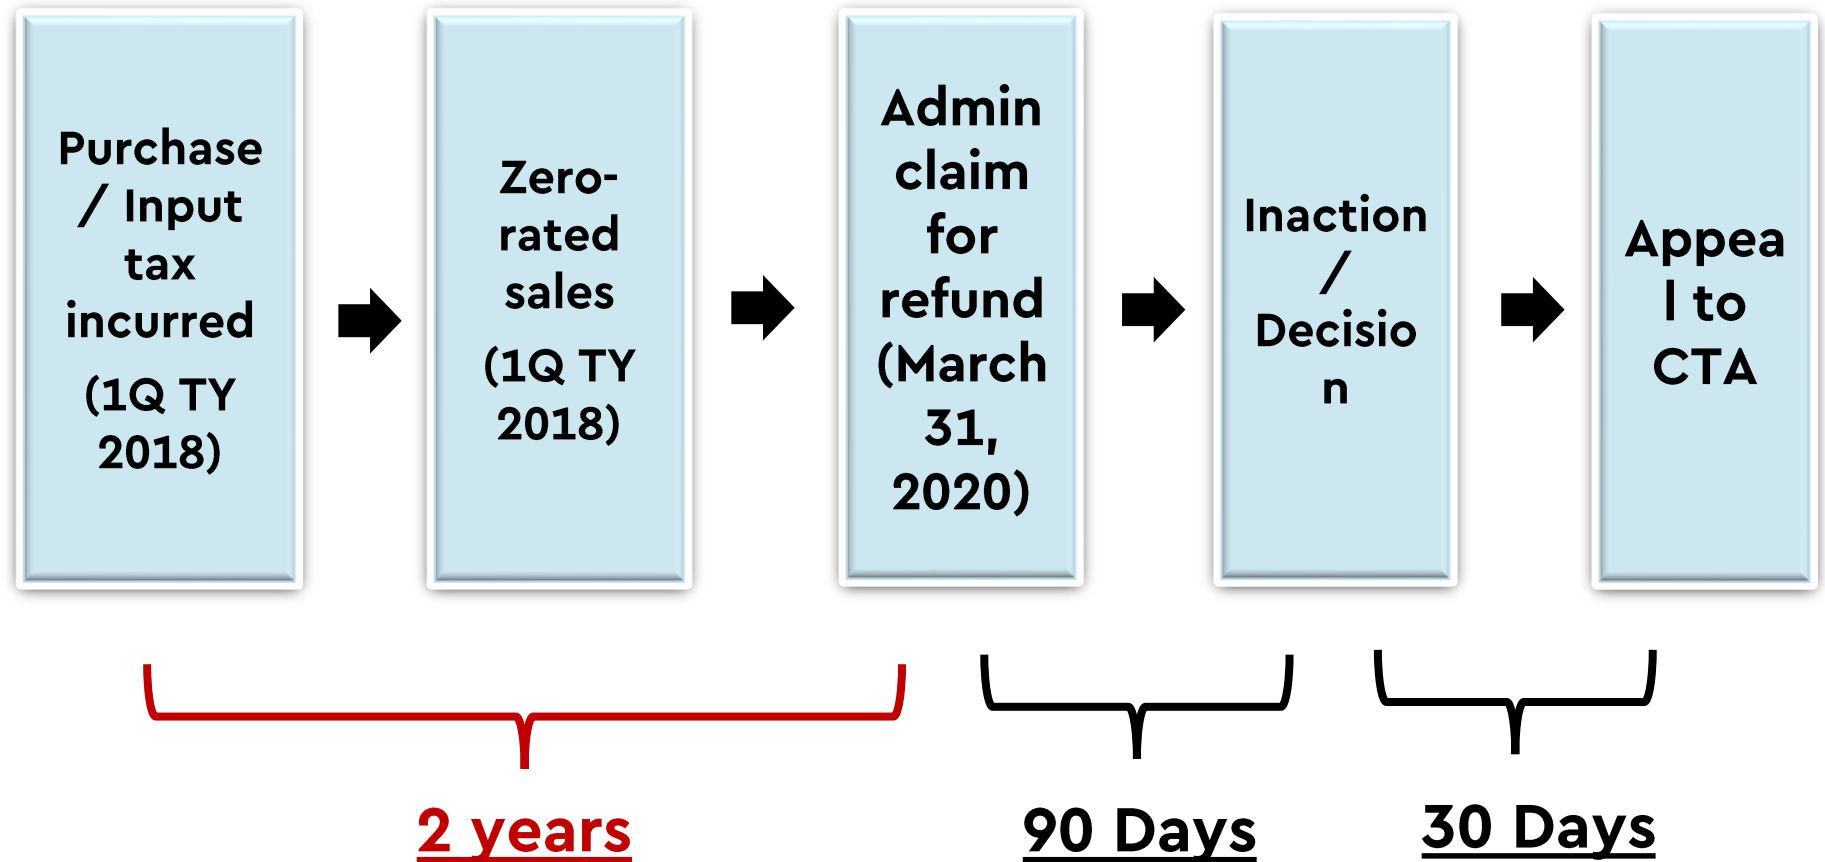 Purchase
/ Input
tax
incurred
(1Q TY
2018)
Zero-
rated
sales
(1Q TY
2018)
Admin
claim
for
refund
(March
31,
2020)
Inaction
/
Decisio
n
Appea
l to
CTA
2 years
90 Days
30 Days